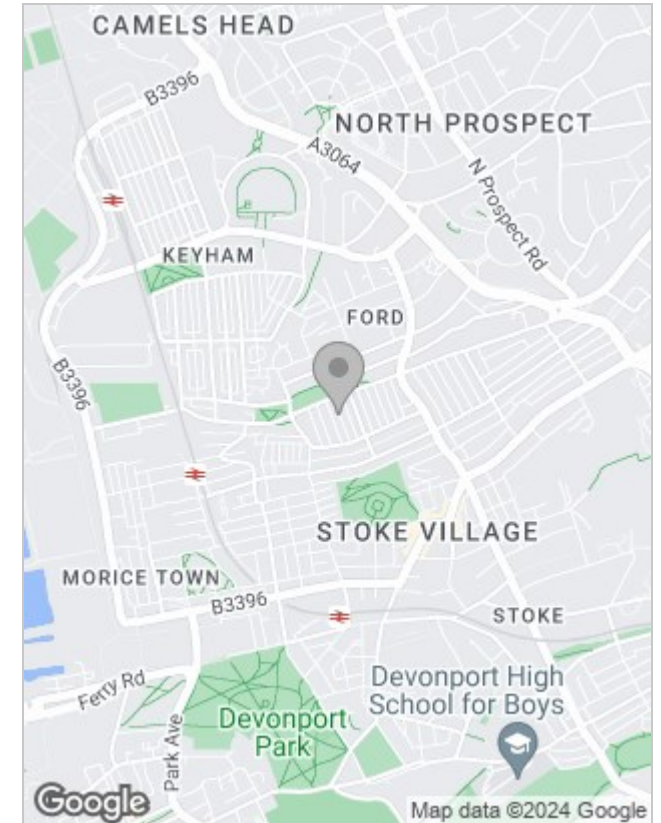 CAMELS HEAD
B3396
NORTH PROSPECT
A3064
N Prospect Rd
KEYHAM
FORD
B3396
STOKE VILLAGE
MORICE TOWN
B3396
STOKE
Ferry Rd
Devonport High
School for Boys
Devonport
Park
Park Ave
Google
Map data ©2024 Google